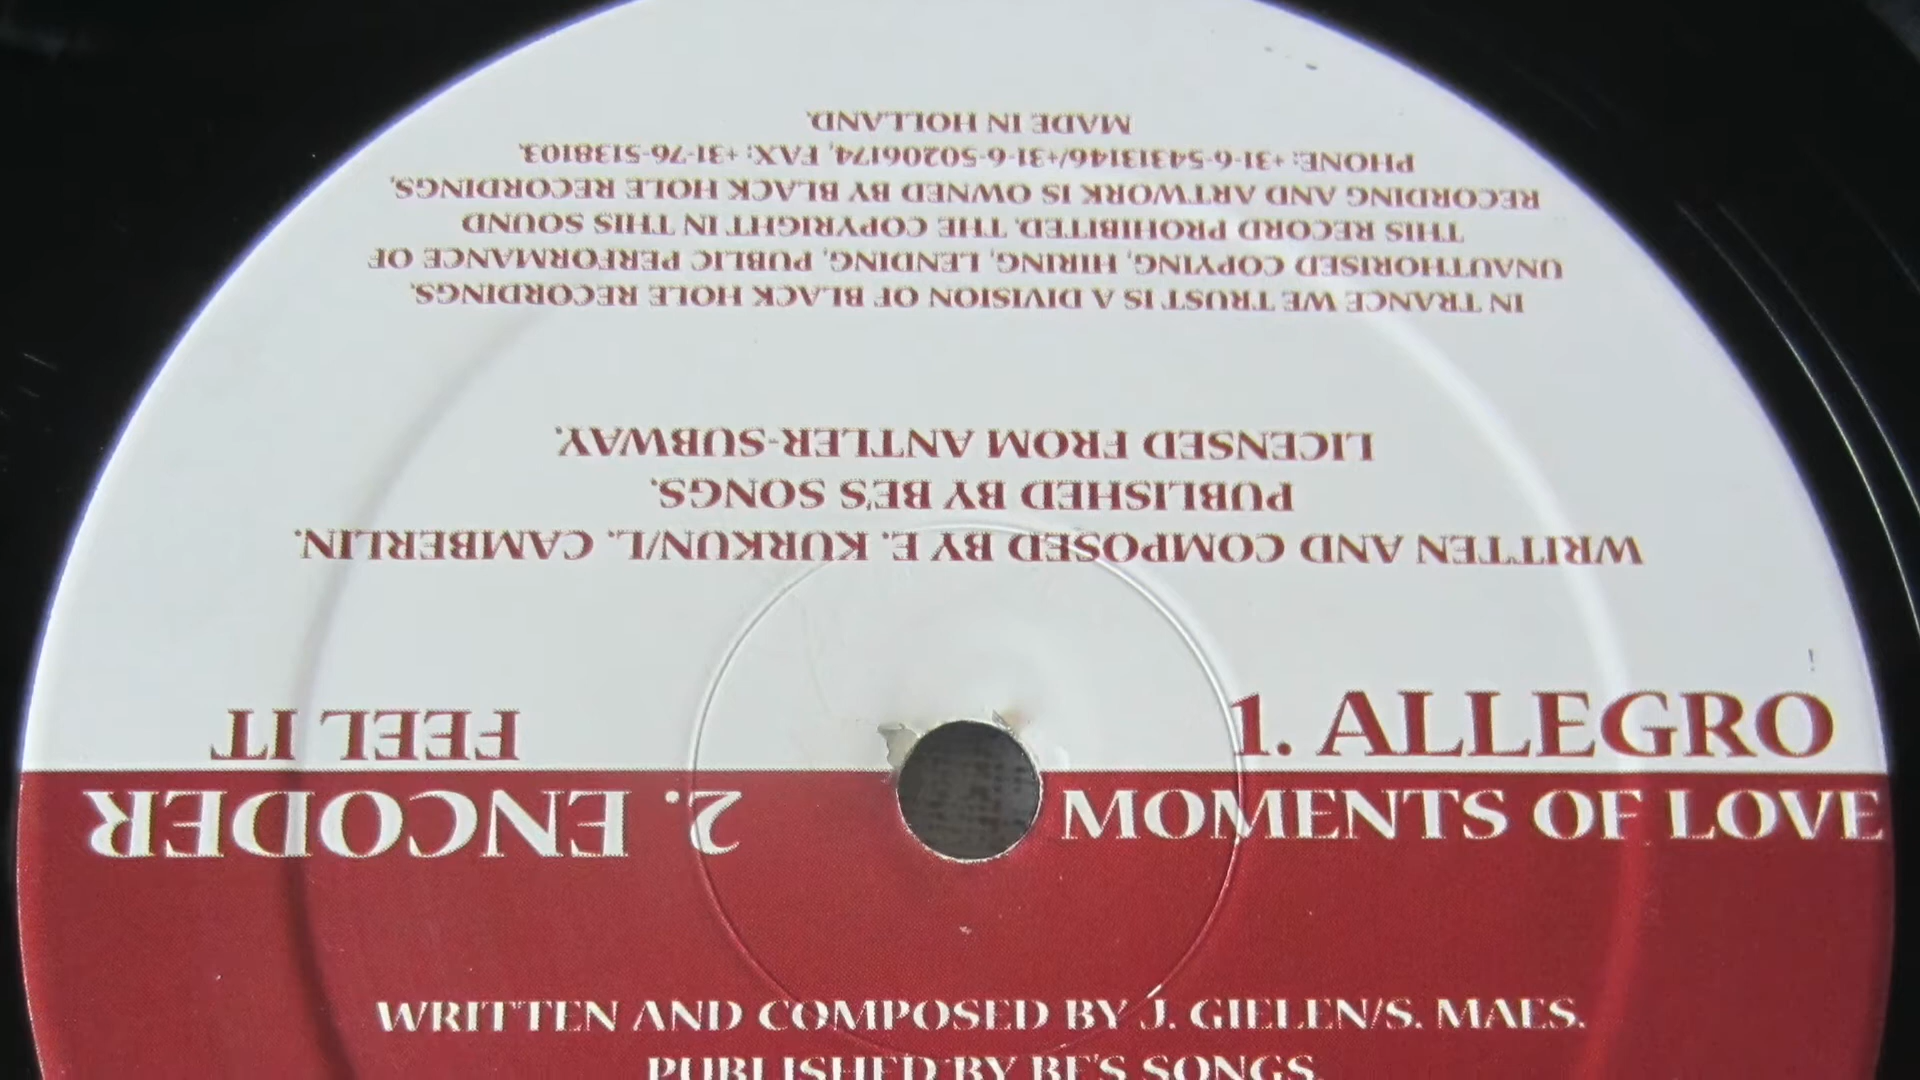 1. ALLEGRO
MOMENTS OF LOVE
WRITTEN AND COMPOSED BY J. GIELEN/S. MAES.
PUBLISHED BY BE'S SONGS.
2. ENCODER
FEEL IT
WRITTEN AND COMPOSED BY E. KURKUN/L. CAMBERLIN.
PUBLISHED BY BE'S SONGS.
LICENSED FROM ANTLER-SUBWAY.
IN TRANCE WE TRUST IS A DIVISION OF BLACK HOLE RECORDINGS.
UNAUTHORISED COPYING, HIRING, LENDING, PUBLIC PERFORMANCE OF
THIS RECORD PROHIBITED. THE COPYRIGHT IN THIS SOUND
RECORDING AND ARTWORK IS OWNED BY BLACK HOLE RECORDINGS,
PHONE: +31-6-54313146/+31-6-50206174, FAX: +31-76-5138103.
MADE IN HOLLAND.